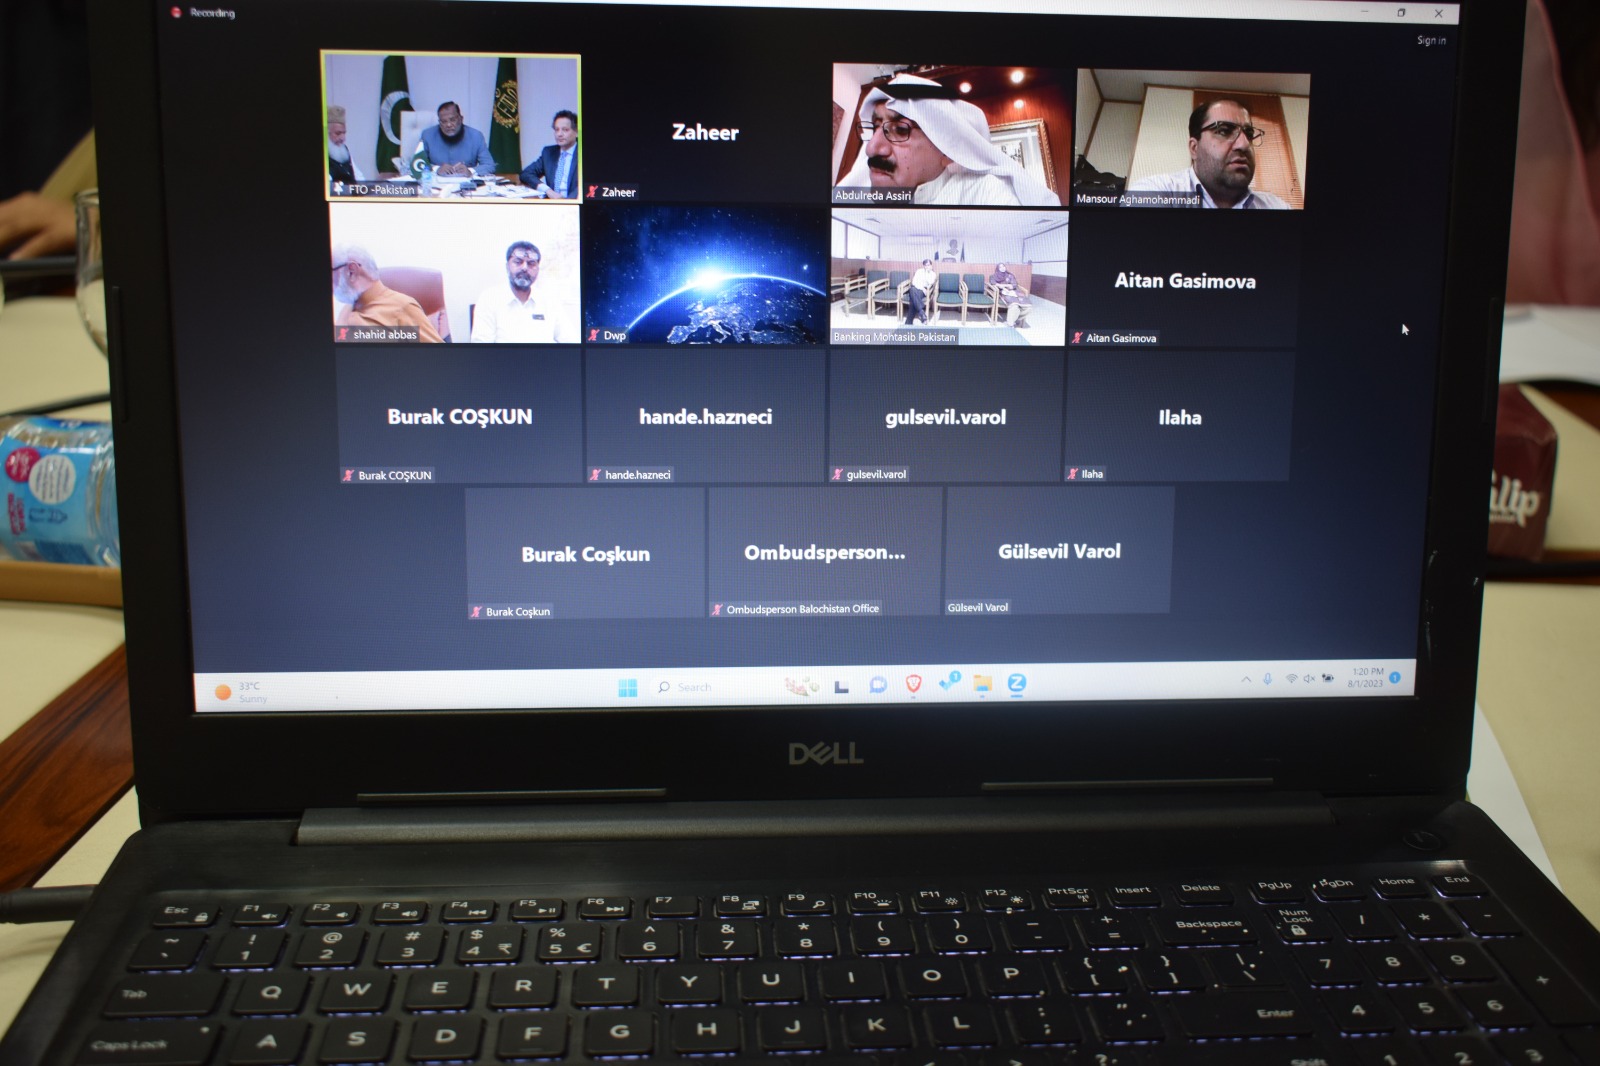 Recording
Sign in
FTO -Pakistan
Zaheer
Zaheer
Abdulreda Assiri
Mansour Aghamohammadi
shahid abbas
Dwp
Banking Mohtasib Pakistan
Aitan Gasimova
Aitan Gasimova
Burak COŞKUN
Burak COŞKUN
hande.hazneci
hande.hazneci
gulsevil.varol
gulsevil.varol
Ilaha
Ilaha
Burak Coşkun
Burak Coşkun
Ombudsperson...
Ombudsperson Balochistan Office
Gülsevil Varol
Gülsevil Varol
33°C
Sunny
Search
1:20 PM
8/1/2023
1
1
DELL
Esc F1 F2 F3 F4 F5 F6 F7 F8 F9 F10 F11 F12 PrtScr Insert Delete PgUp PgDn Home End
~ ! @ # $ % ^ & * ( ) _ + Backspace Num Lock / * -
` 1 2 3 4 ₹ 5 € 6 7 8 9 0 - =
Tab Q W E R T Y U I O P { [ } ] | \ 7 8 9 +
Caps Lock A S D F G H J K L : ; " ' Enter 4 5 6
Shift 1 2 3